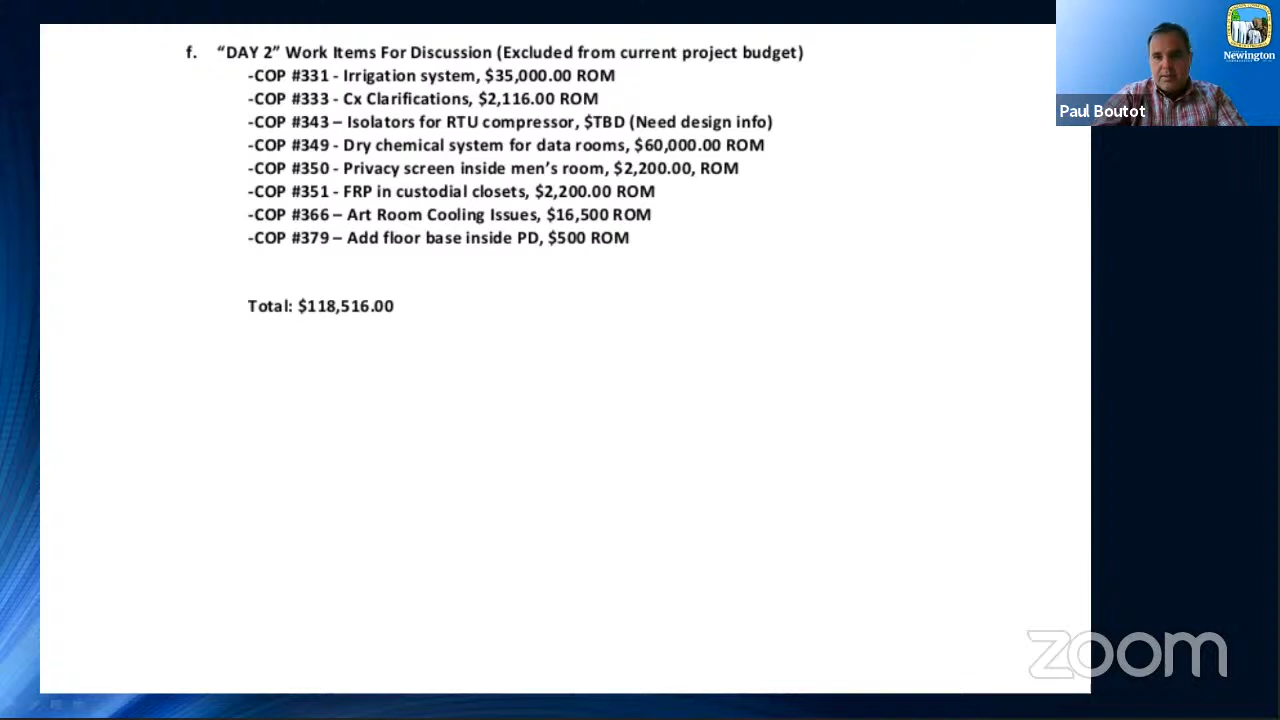 f. “DAY 2” Work Items For Discussion (Excluded from current project budget)
-COP #331 - Irrigation system, $35,000.00 ROM
-COP #333 - Cx Clarifications, $2,116.00 ROM
-COP #343 – Isolators for RTU compressor, $TBD (Need design info)
-COP #349 - Dry chemical system for data rooms, $60,000.00 ROM
-COP #350 - Privacy screen inside men’s room, $2,200.00, ROM
-COP #351 - FRP in custodial closets, $2,200.00 ROM
-COP #366 – Art Room Cooling Issues, $16,500 ROM
-COP #379 – Add floor base inside PD, $500 ROM
Total: $118,516.00
Newington
Paul Boutot
zoom